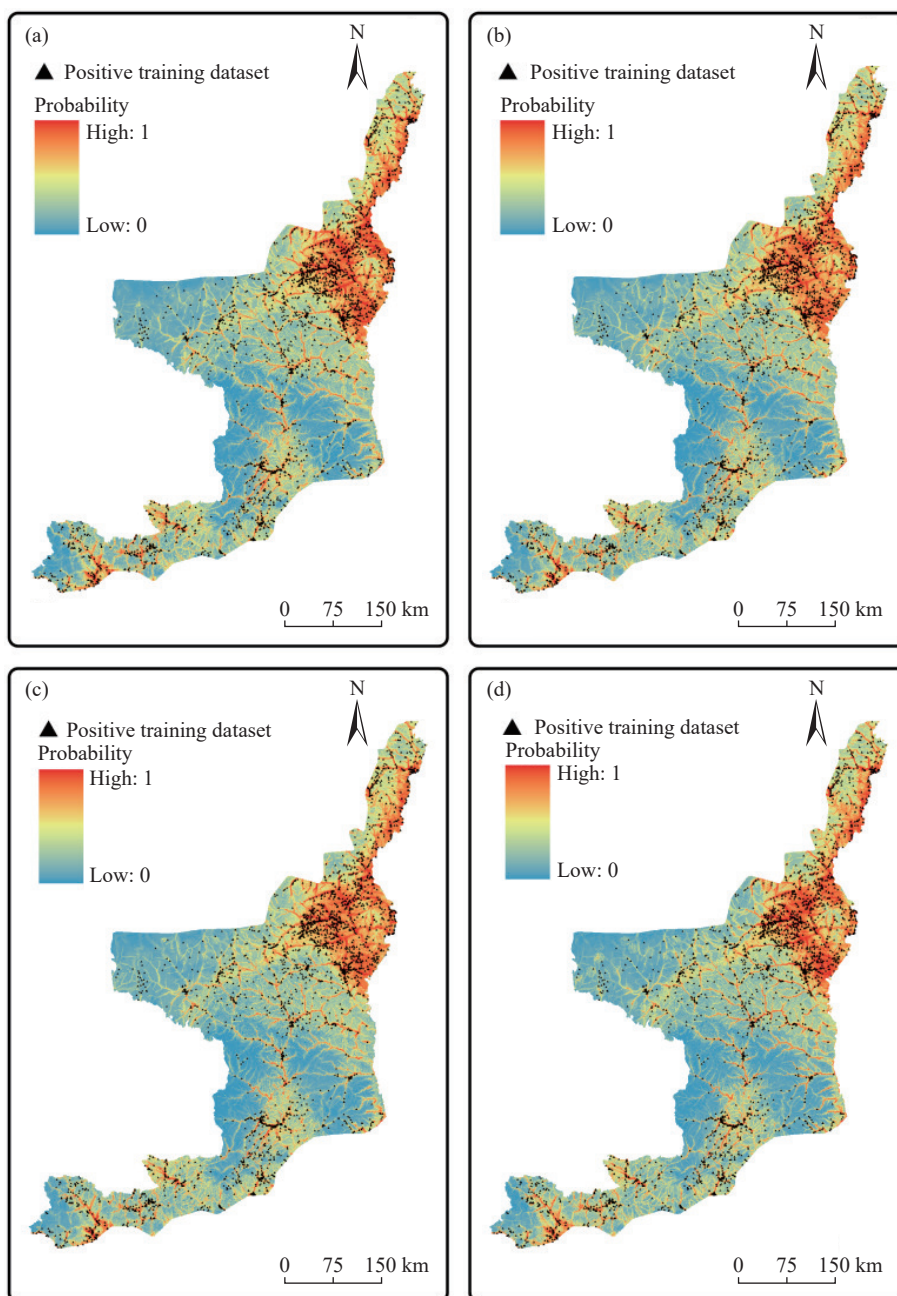 (a)
N
Positive training dataset
Probability
High: 1
Low: 0
0 75 150 km
(b)
N
Positive training dataset
Probability
High: 1
Low: 0
0 75 150 km
(c)
N
Positive training dataset
Probability
High: 1
Low: 0
0 75 150 km
(d)
N
Positive training dataset
Probability
High: 1
Low: 0
0 75 150 km